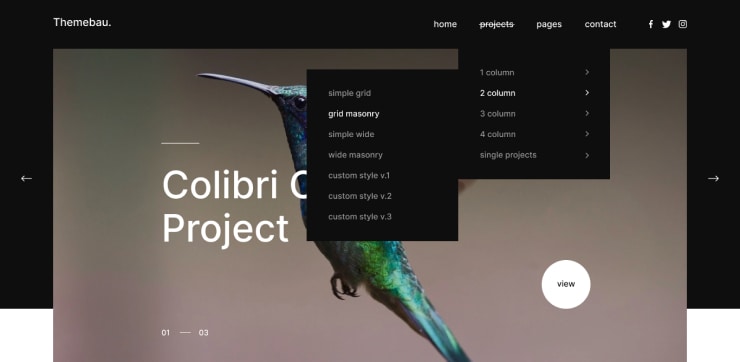 Themebau.
home
projects
pages
contact
1 column
2 column
3 column
4 column
single projects
simple grid
grid masonry
simple wide
wide masonry
custom style v.1
custom style v.2
custom style v.3
Colibri
Project
view
01
03